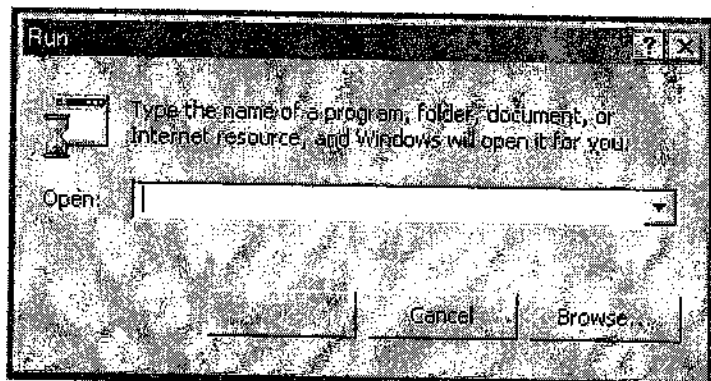 Run
Type the name of a program, folder, document, or
Internet resource, and Windows will open it for you.
Open:
Cancel
Browse...